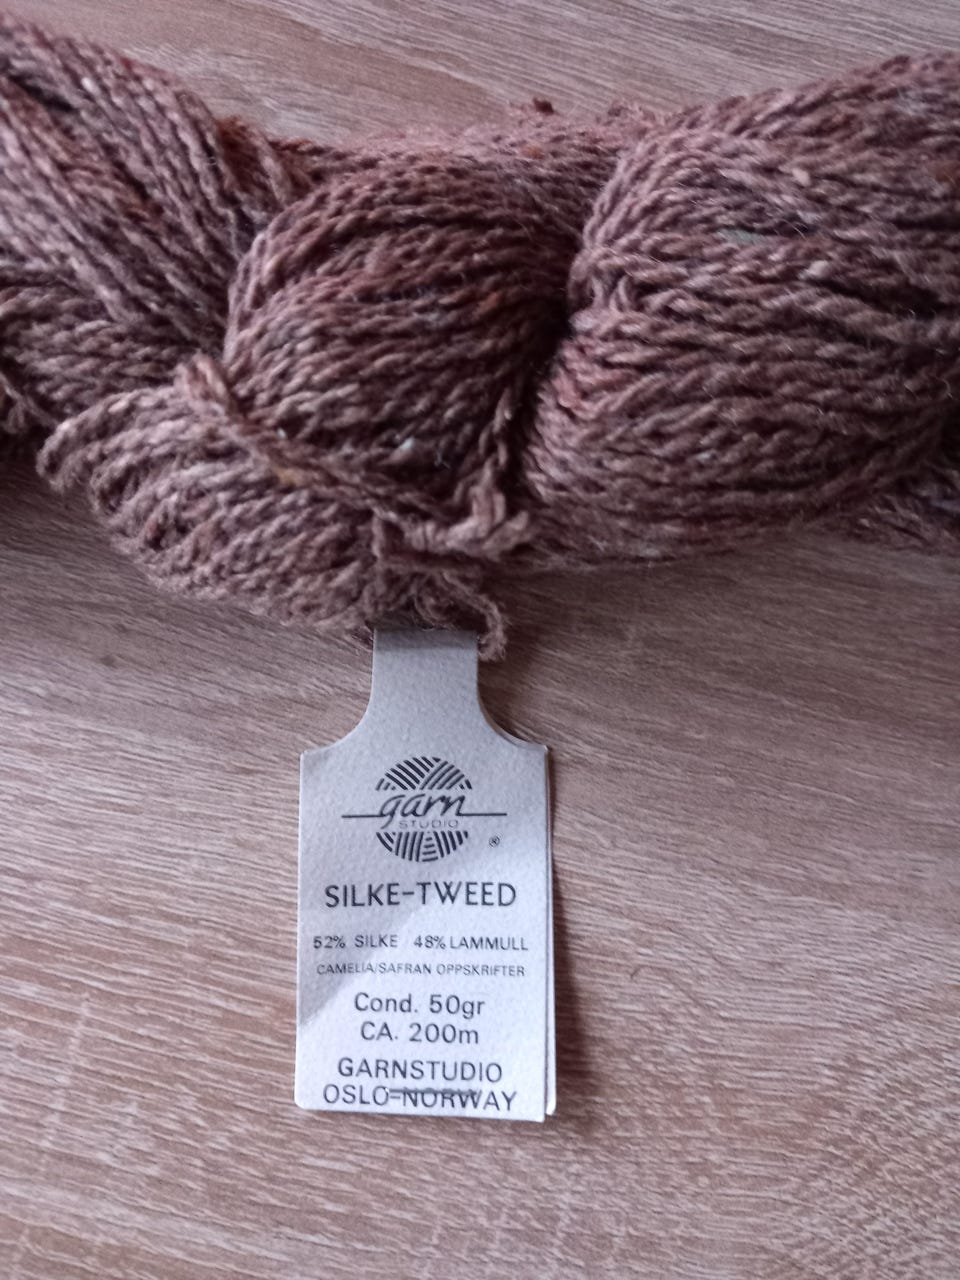 garn
STUDIO
®
SILKE-TWEED
52% SILKE / 48% LAMMULL
CAMELIA/SAFRAN OPPSKRIFTER
Cond. 50gr
CA. 200m
GARNSTUDIO
OSLO-NORWAY